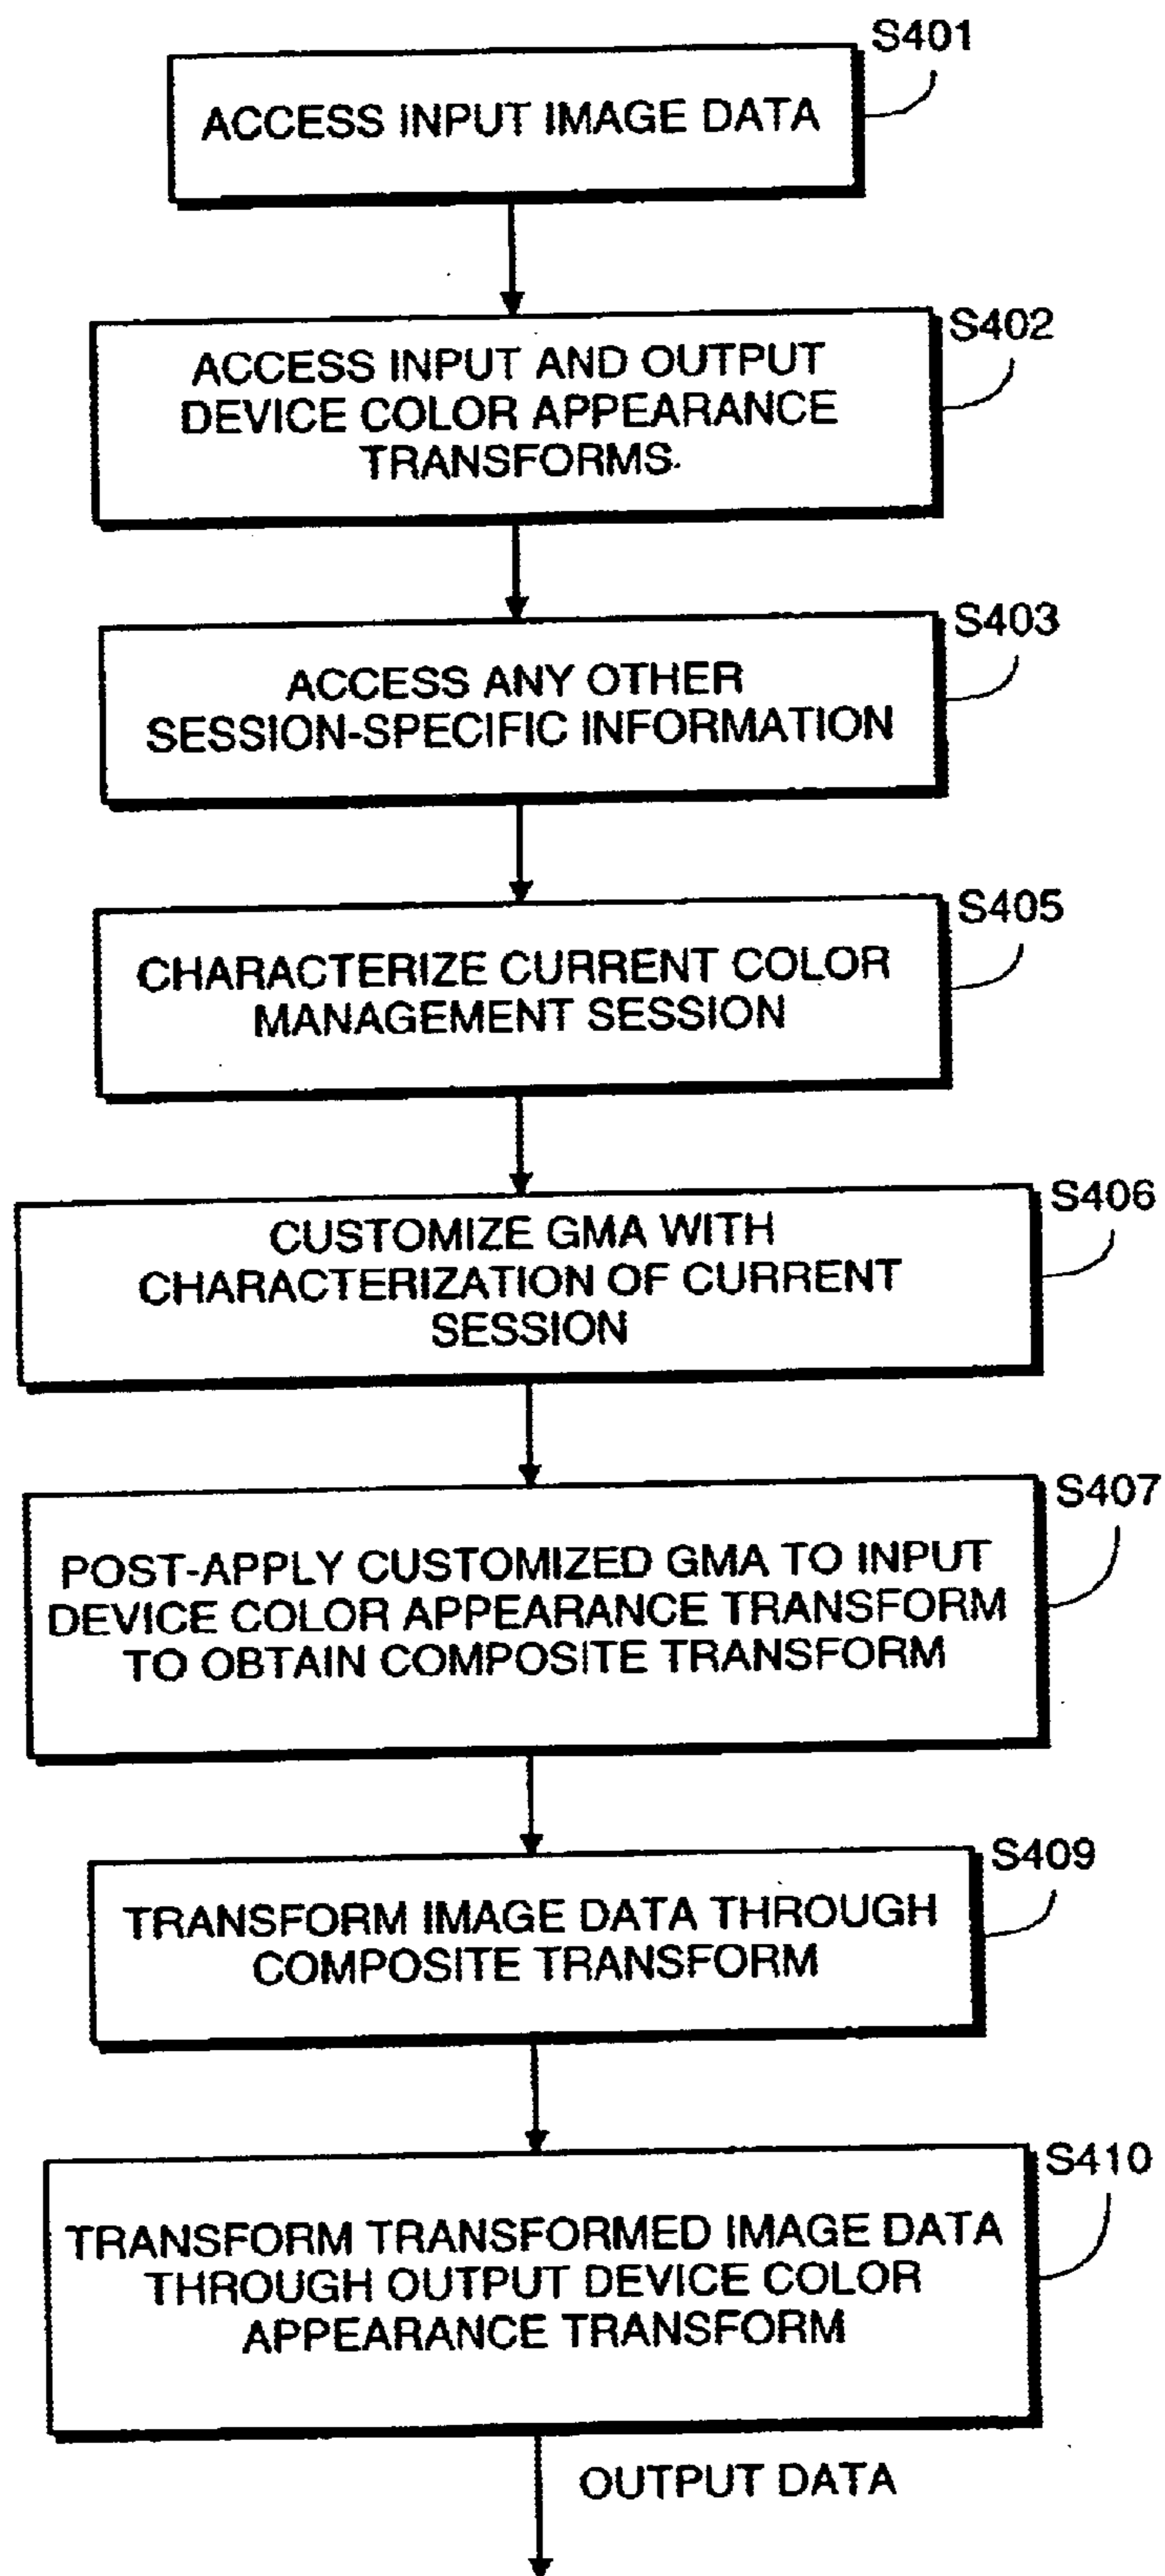 S401
ACCESS INPUT IMAGE DATA
S402
ACCESS INPUT AND OUTPUT
DEVICE COLOR APPEARANCE
TRANSFORMS.
S403
ACCESS ANY OTHER
SESSION-SPECIFIC INFORMATION
S405
CHARACTERIZE CURRENT COLOR
MANAGEMENT SESSION
S406
CUSTOMIZE GMA WITH
CHARACTERIZATION OF CURRENT
SESSION
S407
POST-APPLY CUSTOMIZED GMA TO INPUT
DEVICE COLOR APPEARANCE TRANSFORM
TO OBTAIN COMPOSITE TRANSFORM
S409
TRANSFORM IMAGE DATA THROUGH
COMPOSITE TRANSFORM
S410
TRANSFORM TRANSFORMED IMAGE DATA
THROUGH OUTPUT DEVICE COLOR
APPEARANCE TRANSFORM
OUTPUT DATA